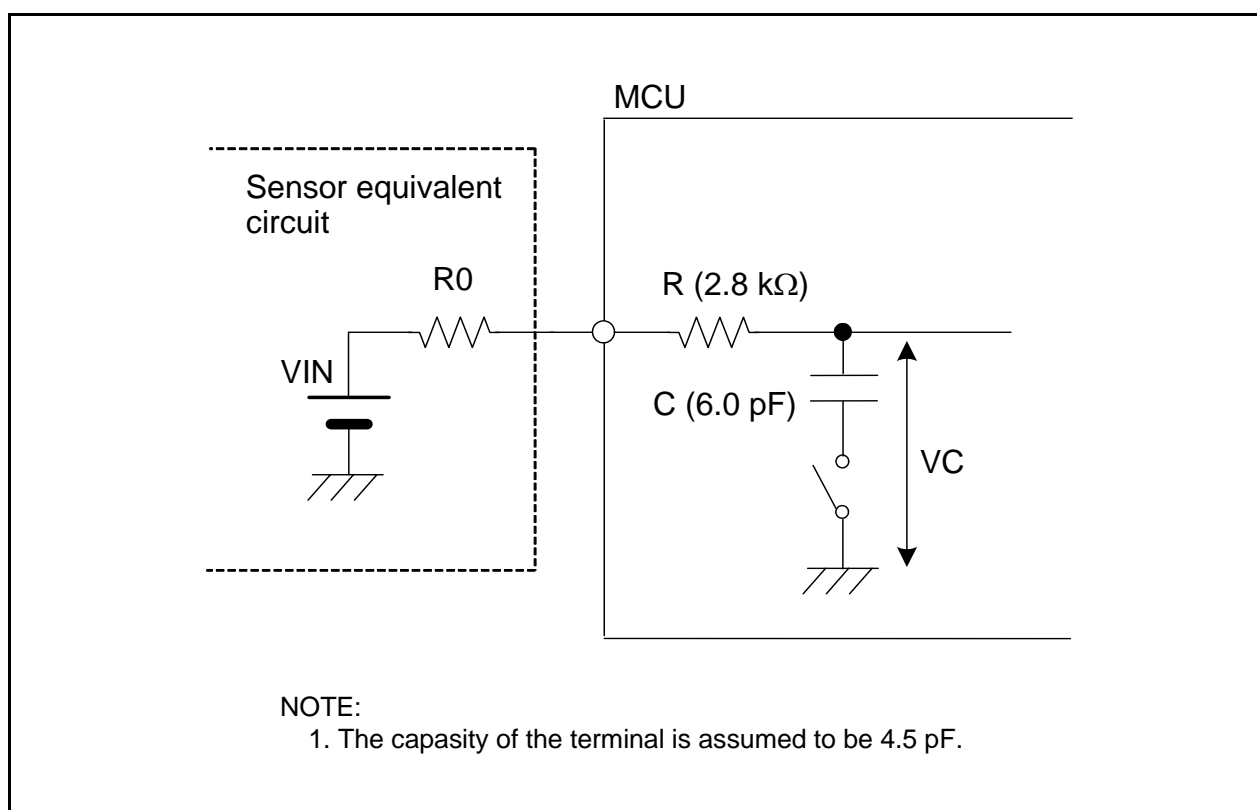 MCU
Sensor equivalent
circuit
R0
R (2.8 kΩ)
VIN
C (6.0 pF)
VC
NOTE:
1. The capasity of the terminal is assumed to be 4.5 pF.